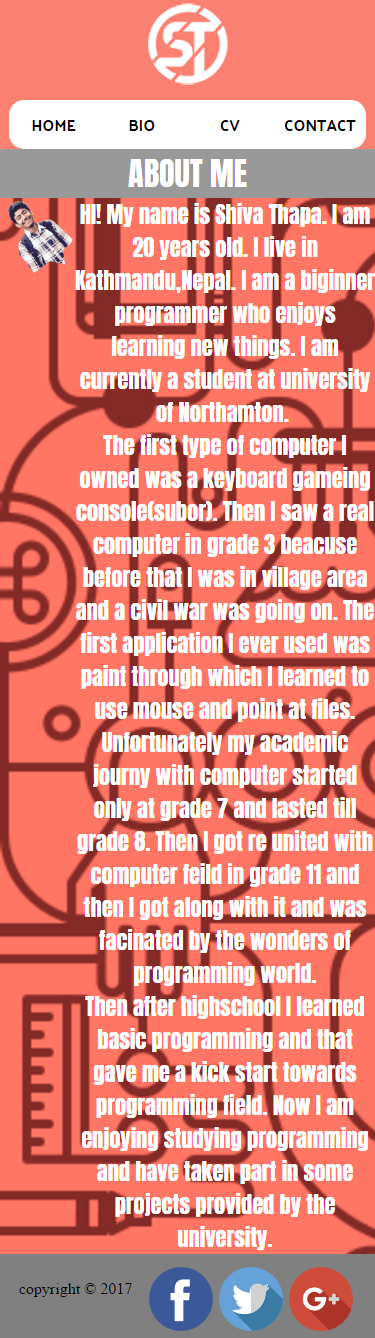 ST
HOME BIO CV CONTACT
ABOUT ME
HI! My name is Shiva Thapa. I am
20 years old. I live in
Kathmandu,Nepal. I am a biginner
programmer who enjoys
learning new things. I am
currently a student at university
of Northamton.
The first type of computer I
owned was a keyboard gameing
console(subor). Then I saw a real
computer in grade 3 beacuse
before that I was in village area
and a civil war was going on. The
first application I ever used was
paint through which I learned to
use mouse and point at files.
Unfortunately my academic
journy with computer started
only at grade 7 and lasted till
grade 8. Then I got re united with
computer feild in grade 11 and
then I got along with it and was
facinated by the wonders of
programming world.
Then after highschool I learned
basic programming and that
gave me a kick start towards
programming field. Now I am
enjoying studying programming
and have taken part in some
projects provided by the
university.
copyright © 2017 f G+